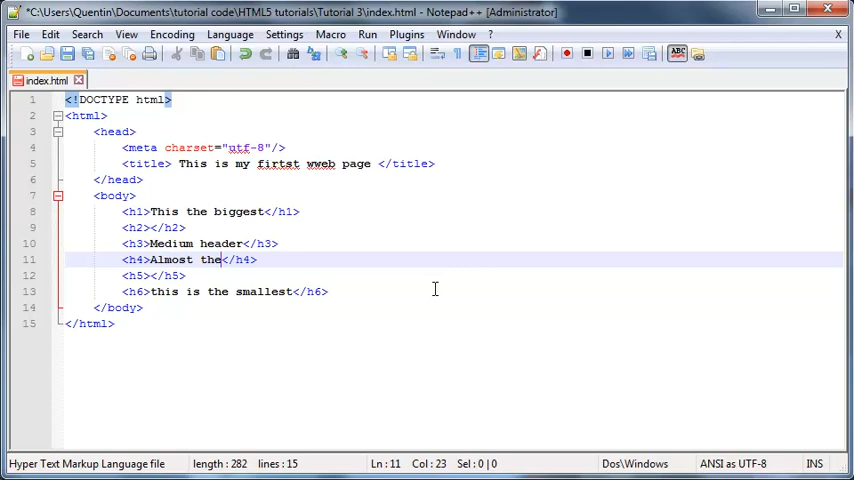 *C:\Users\Quentin\Documents\tutorial code\HTML5 tutorials\Tutorial 3\index.html - Notepad++ [Administrator]
File Edit Search View Encoding Language Settings Macro Run Plugins Window ? X
ABC
index.html
1 <!DOCTYPE html>
2 <html>
3 <head>
4 <meta charset="utf-8"/>
5 <title> This is my firtst wweb page </title>
6 </head>
7 <body>
8 <h1>This the biggest</h1>
9 <h2></h2>
10 <h3>Medium header</h3>
11 <h4>Almost the</h4>
12 <h5></h5>
13 <h6>this is the smallest</h6>
14 </body>
15 </html>
Hyper Text Markup Language file length : 282 lines : 15 Ln : 11 Col : 23 Sel : 0 | 0 Dos\Windows ANSI as UTF-8 INS